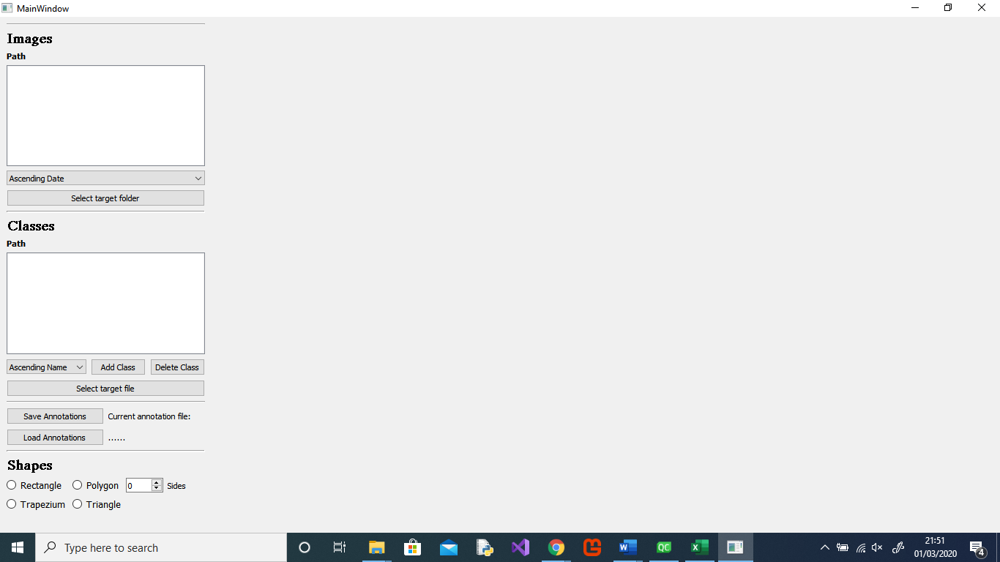 MainWindow
Images
Path
Ascending Date
Select target folder
Classes
Path
Ascending Name Add Class Delete Class
Select target file
Save Annotations Current annotation file:
Load Annotations ......
Shapes
Rectangle Polygon 0 Sides
Trapezium Triangle
Type here to search W QC X 21:51
01/03/2020 4